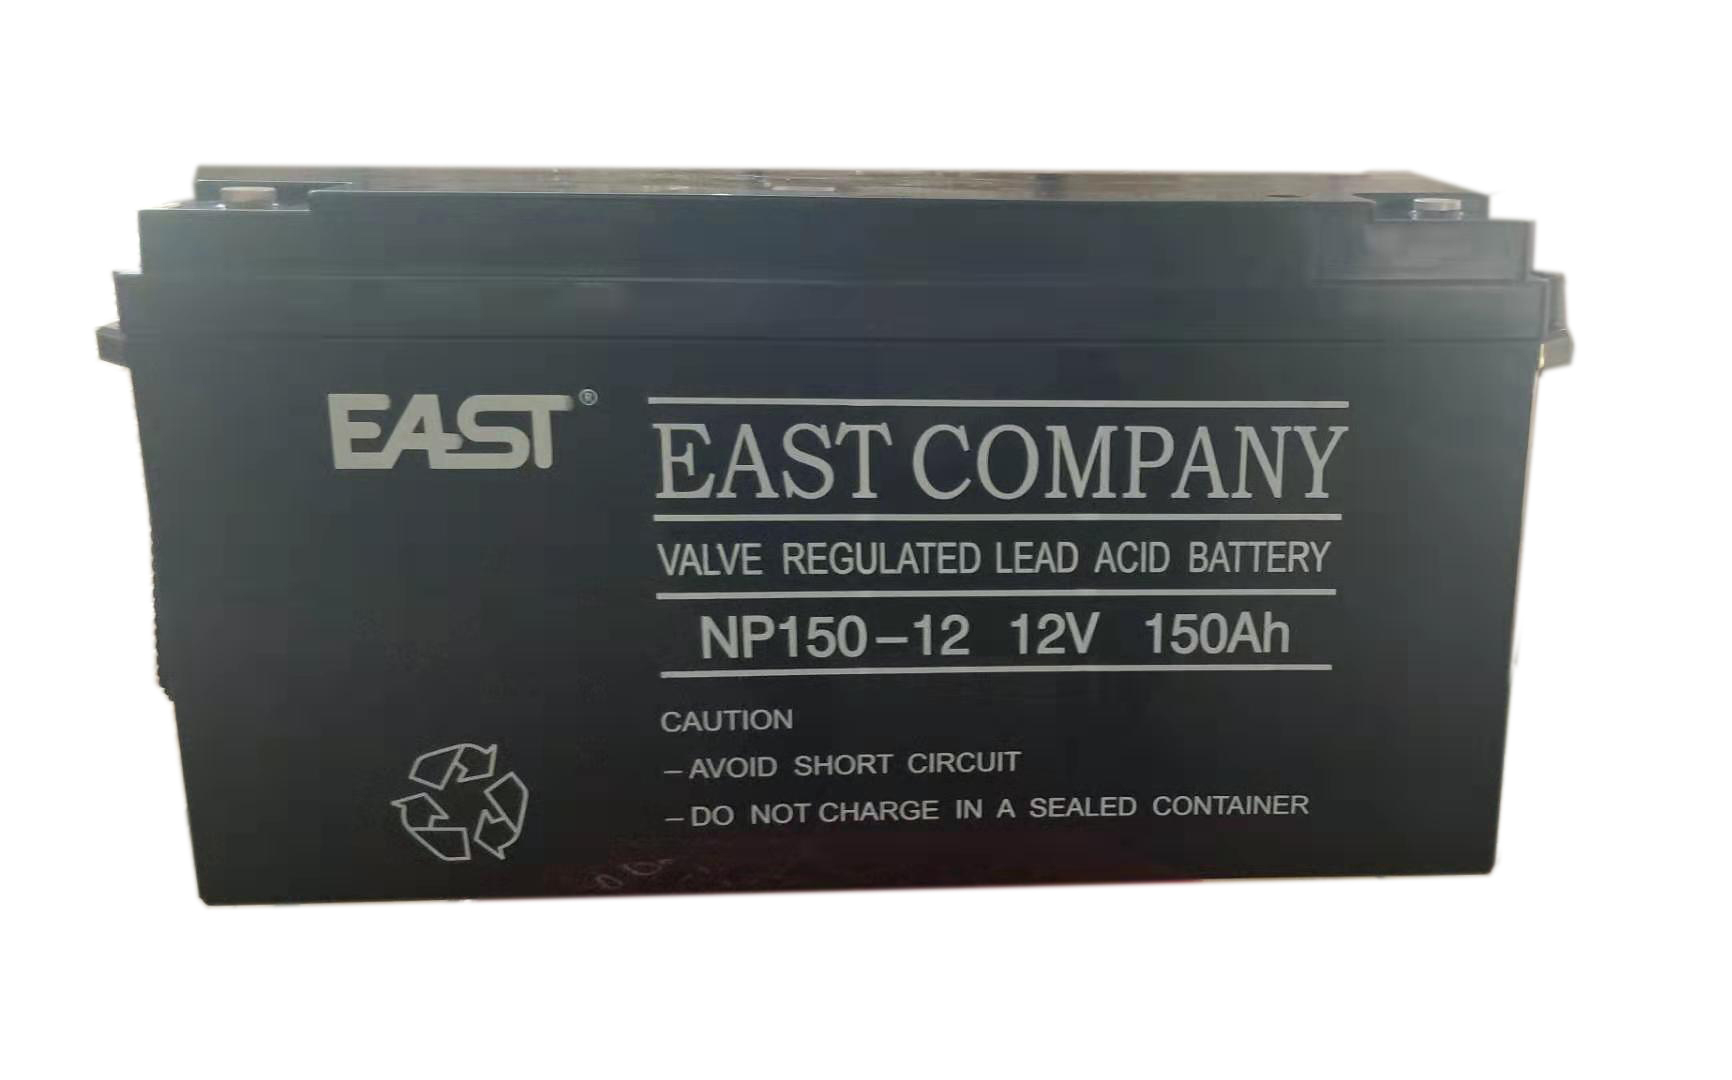 EAST®
EAST COMPANY
VALVE REGULATED LEAD ACID BATTERY
NP150-12 12V 150Ah
CAUTION
- AVOID SHORT CIRCUIT
- DO NOT CHARGE IN A SEALED CONTAINER